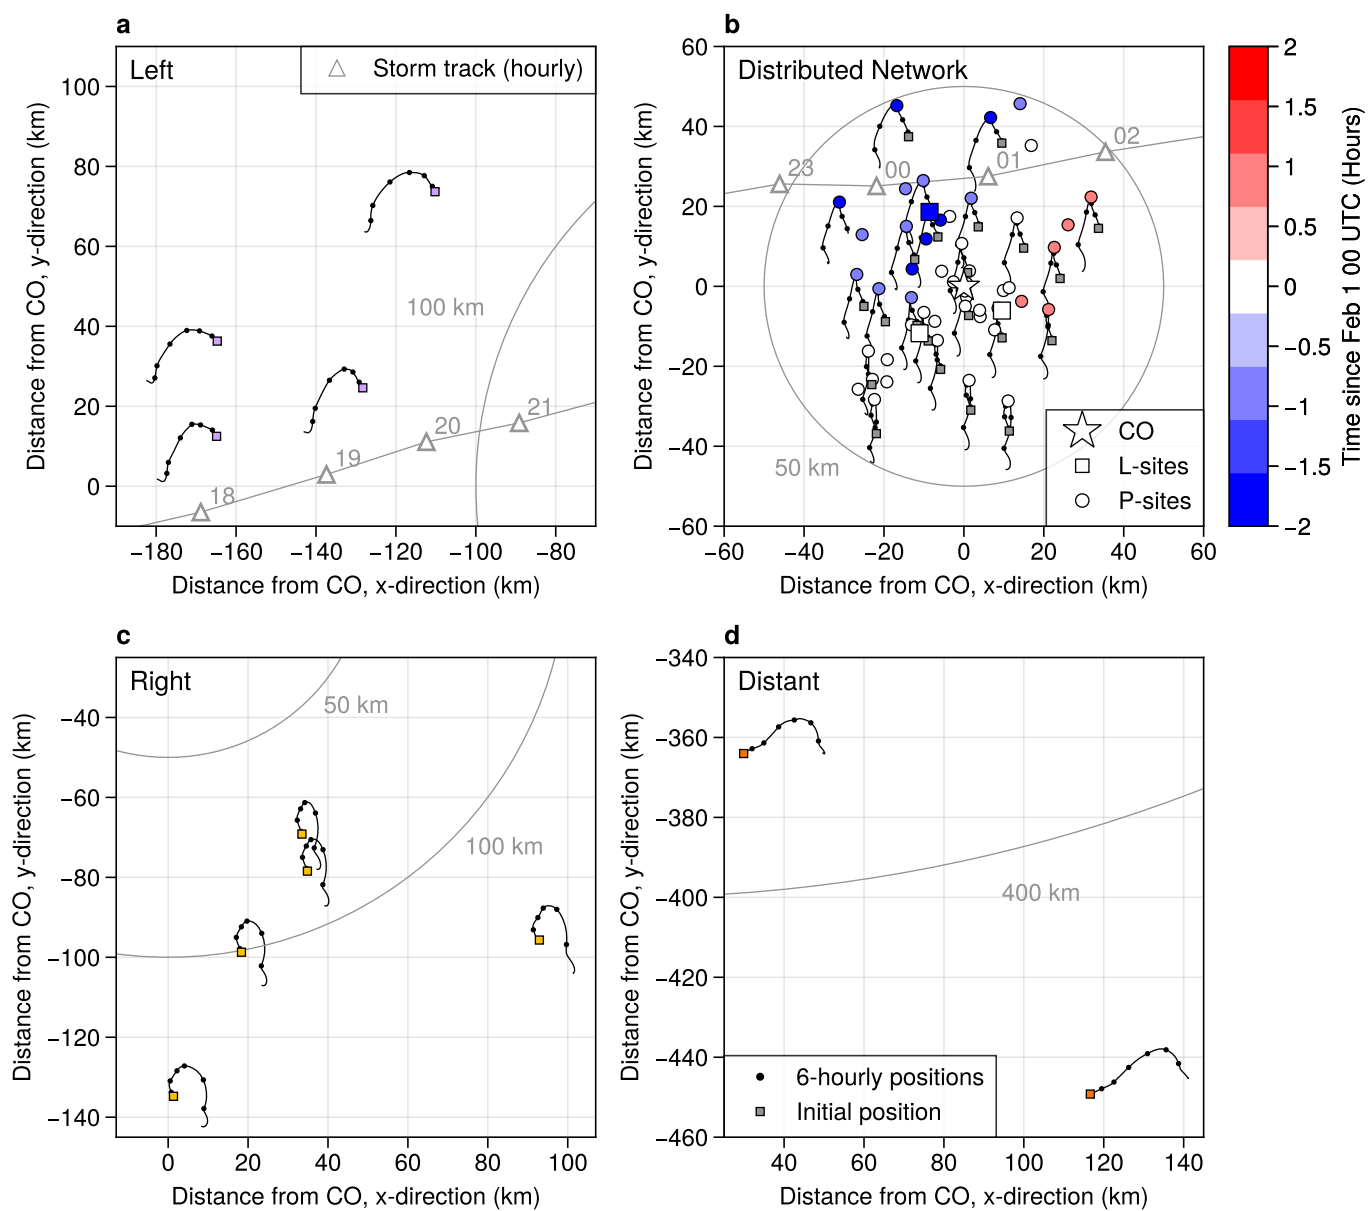 a
Left
Storm track (hourly)
100
80
60
40
20
0
100 km
18
19
20
21
−180
−160
−140
−120
−100
−80
Distance from CO, x-direction (km)
Distance from CO, y-direction (km)
b
Distributed Network
60
40
20
0
−20
−40
−60
23
00
01
02
50 km
CO
L-sites
P-sites
−60
−40
−20
0
20
40
60
Distance from CO, x-direction (km)
Distance from CO, y-direction (km)
2
1.5
1
0.5
0
−0.5
−1
−1.5
−2
Time since Feb 1 00 UTC (Hours)
c
Right
−40
−60
−80
−100
−120
−140
50 km
100 km
0
20
40
60
80
100
Distance from CO, x-direction (km)
Distance from CO, y-direction (km)
d
Distant
−340
−360
−380
−400
−420
−440
−460
400 km
6-hourly positions
Initial position
40
60
80
100
120
140
Distance from CO, x-direction (km)
Distance from CO, y-direction (km)